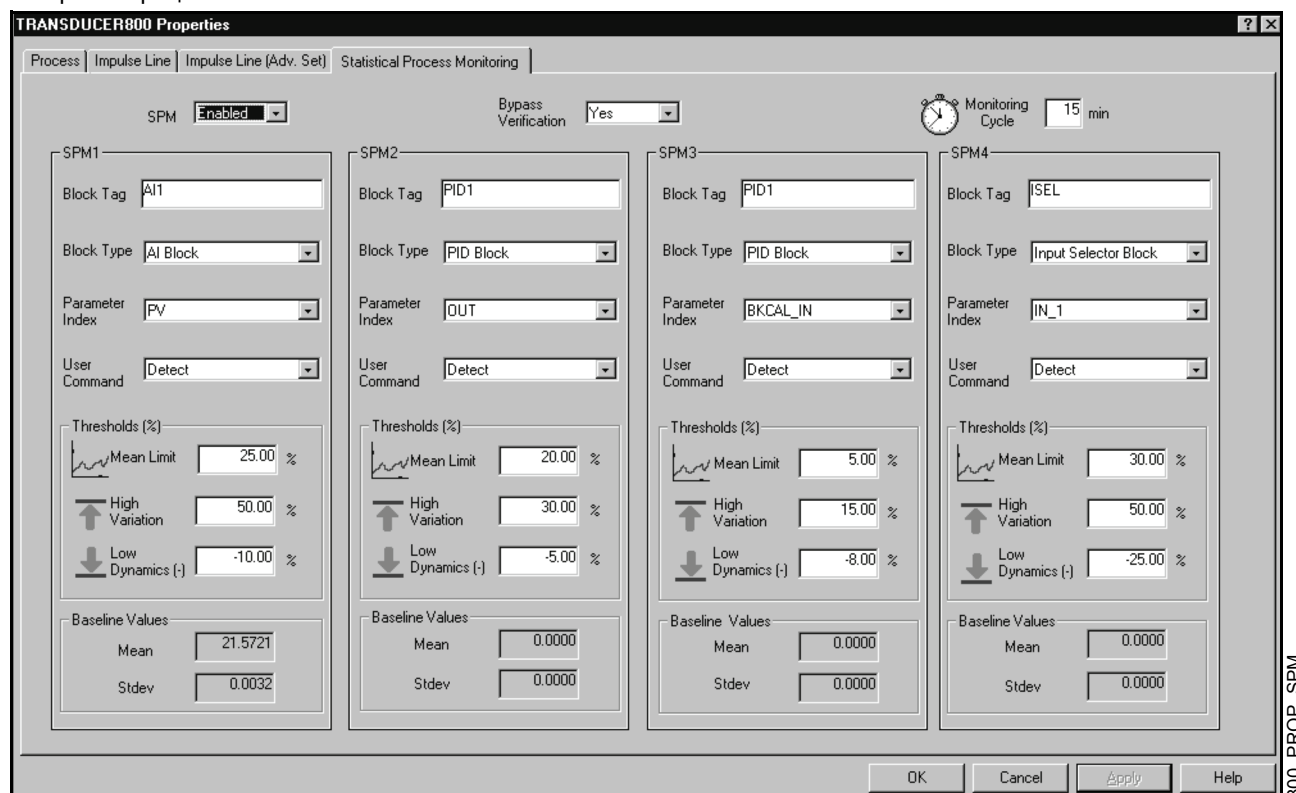 TRANSDUCER800 Properties
Process Impulse Line Impulse Line (Adv. Set) Statistical Process Monitoring
SPM Enabled
Bypass Verification Yes
Monitoring Cycle 15 min
SPM1
Block Tag AI1
Block Type AI Block
Parameter Index PV
User Command Detect
Thresholds (%)
Mean Limit 25.00 %
High Variation 50.00 %
Low Dynamics (-) -10.00 %
Baseline Values
Mean 21.5721
Stdev 0.0032
SPM2
Block Tag PID1
Block Type PID Block
Parameter Index OUT
User Command Detect
Thresholds (%)
Mean Limit 20.00 %
High Variation 30.00 %
Low Dynamics (-) -5.00 %
Baseline Values
Mean 0.0000
Stdev 0.0000
SPM3
Block Tag PID1
Block Type PID Block
Parameter Index BKCAL_IN
User Command Detect
Thresholds (%)
Mean Limit 5.00 %
High Variation 15.00 %
Low Dynamics (-) -8.00 %
Baseline Values
Mean 0.0000
Stdev 0.0000
SPM4
Block Tag ISEL
Block Type Input Selector Block
Parameter Index IN_1
User Command Detect
Thresholds (%)
Mean Limit 30.00 %
High Variation 50.00 %
Low Dynamics (-) -25.00 %
Baseline Values
Mean 0.0000
Stdev 0.0000
OK Cancel Apply Help
800_PROP_SPM